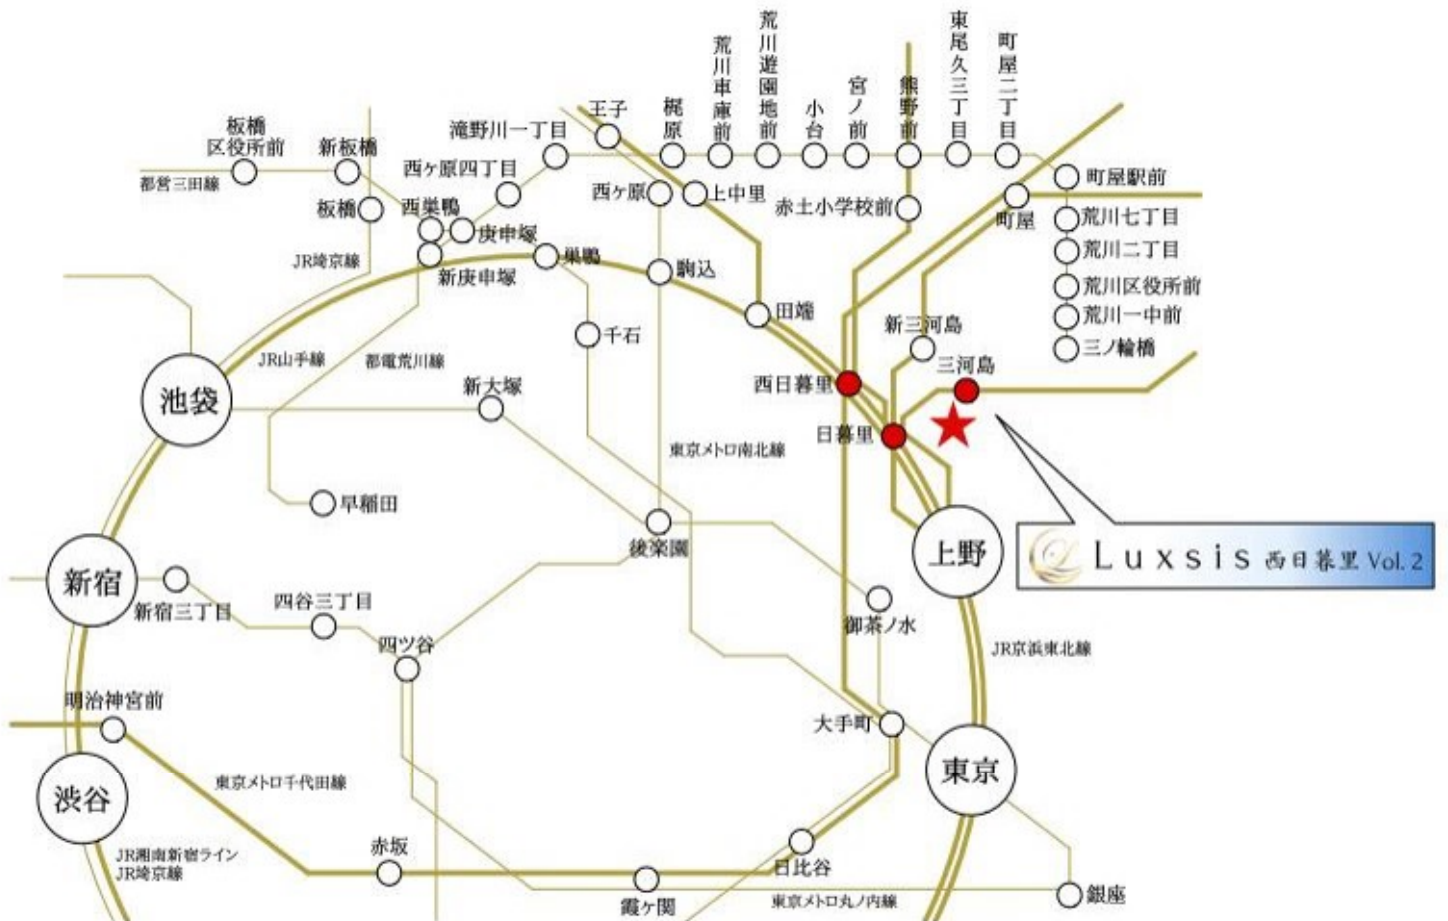 荒川車庫前
荒川遊園地前
小台
宮ノ前
熊野前
東尾久三丁目
町屋二丁目
梶原
王子
滝野川一丁目
板橋
区役所前
新板橋
西ヶ原四丁目
都営三田線
板橋
西巣鴨
庚申塚
西ヶ原
上中里
赤土小学校前
町屋
町屋駅前
荒川七丁目
荒川二丁目
荒川区役所前
荒川一中前
三ノ輪橋
JR埼京線
新庚申塚
巣鴨
駒込
田端
千石
新三河島
三河島
JR山手線
都電荒川線
新大塚
西日暮里
日暮里
池袋
東京メトロ南北線
早稲田
後楽園
上野
Luxsis 西日暮里 Vol. 2
新宿
新宿三丁目
四谷三丁目
四ツ谷
御茶ノ水
JR京浜東北線
明治神宮前
大手町
東京
渋谷
東京メトロ千代田線
JR湘南新宿ライン
JR埼京線
赤坂
霞ヶ関
日比谷
東京メトロ丸ノ内線
銀座